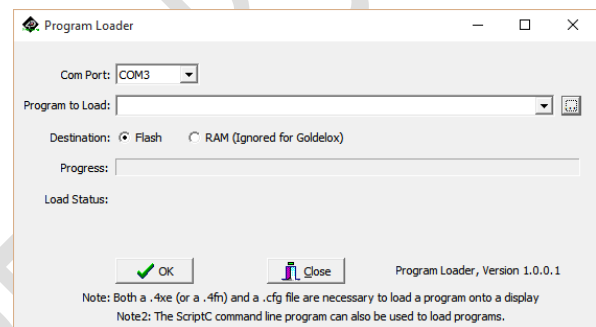 Program Loader
Com Port: COM3
Program to Load:
Destination: Flash RAM (Ignored for Goldelox)
Progress:
Load Status:
OK Close Program Loader, Version 1.0.0.1
Note: Both a .4xe (or a .4fn) and a .cfg file are necessary to load a program onto a display
Note2: The ScriptC command line program can also be used to load programs.